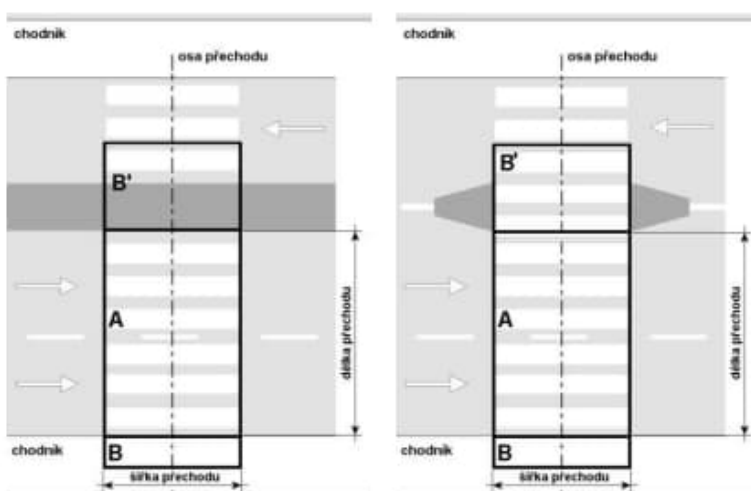 chodník
osa přechodu
B'
A
délka přechodu
chodník
B
šířka přechodu
chodník
osa přechodu
B'
A
délka přechodu
chodník
B
šířka přechodu